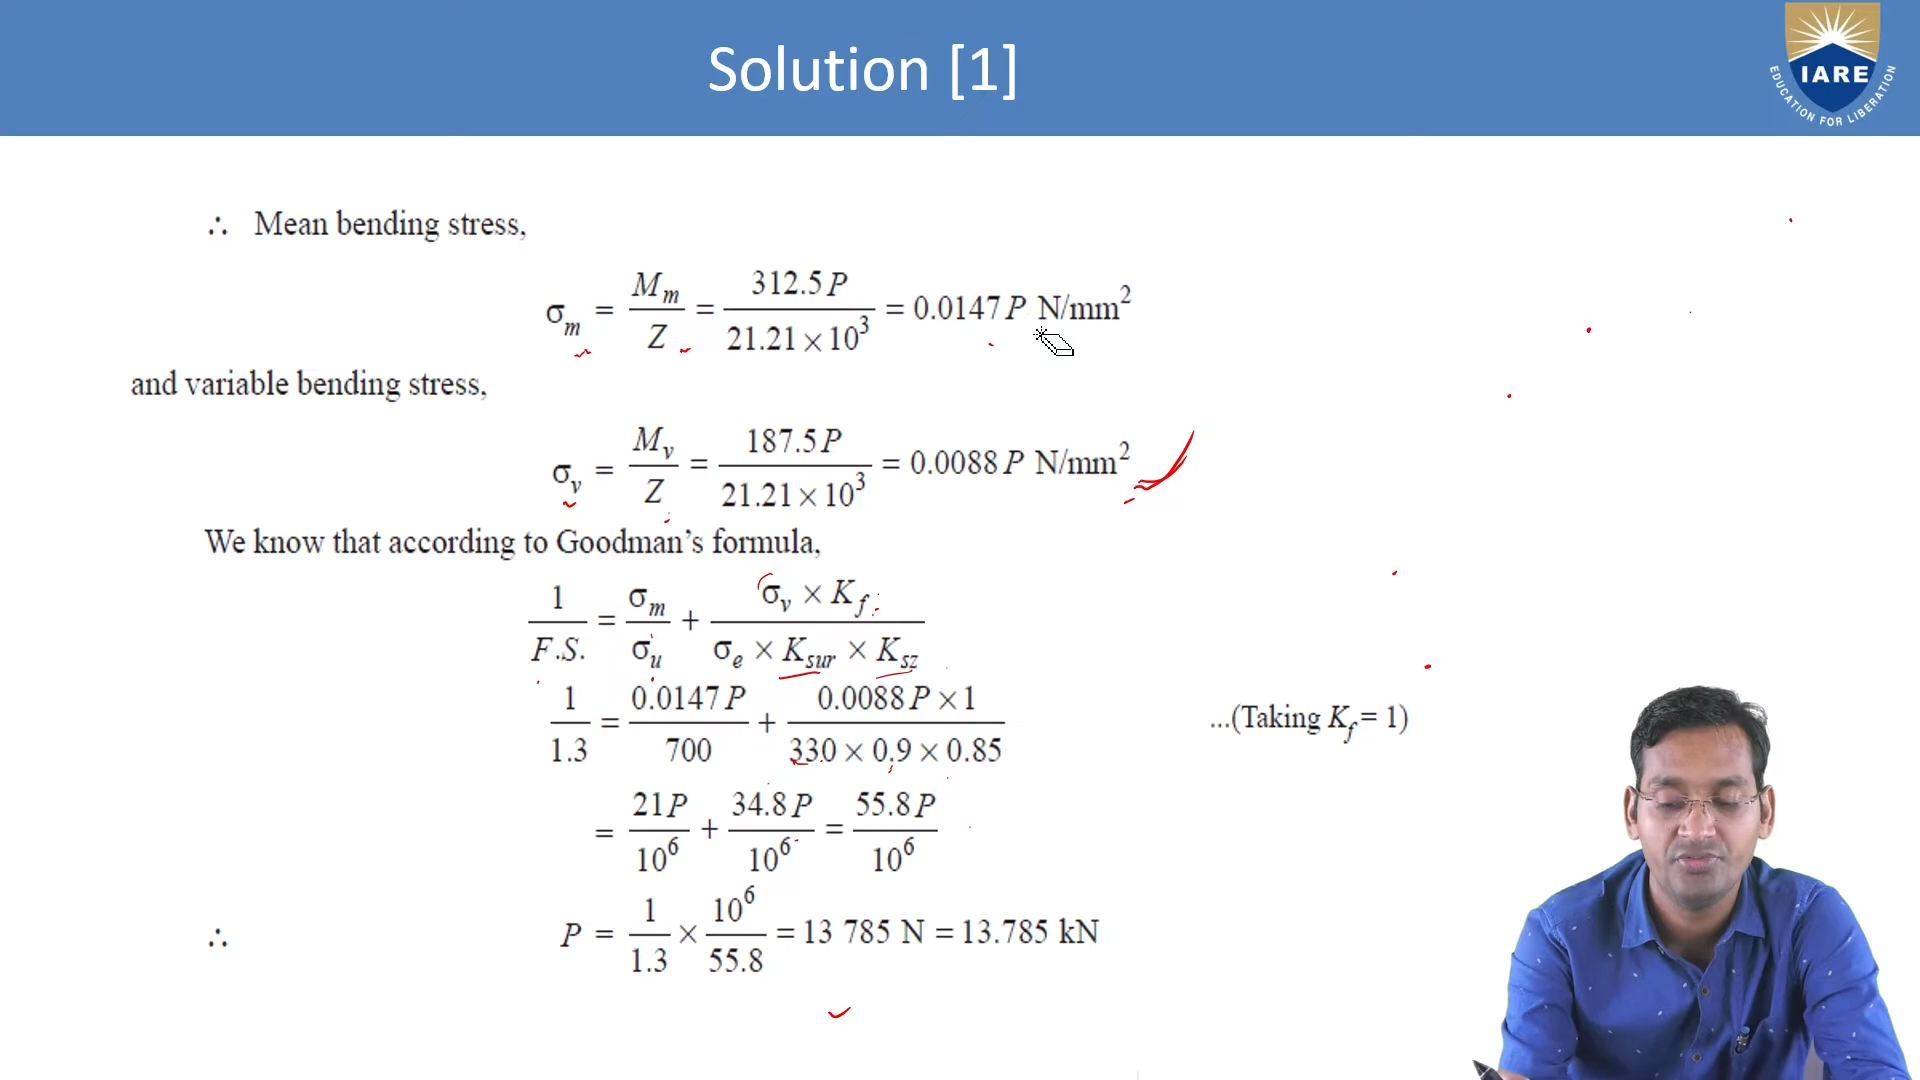 Solution [1]
IARE
EDUCATION FOR LIBERATION
∴ Mean bending stress,
σm = Mm / Z = 312.5 P / 21.21 × 10³ = 0.0147 P N/mm²
and variable bending stress,
σv = Mv / Z = 187.5 P / 21.21 × 10³ = 0.0088 P N/mm²
We know that according to Goodman's formula,
1 / F.S. = σm / σu + σv × Kf / σe × Ksur × Ksz
1 / 1.3 = 0.0147 P / 700 + 0.0088 P × 1 / 330 × 0.9 × 0.85 ...(Taking Kf = 1)
= 21 P / 10⁶ + 34.8 P / 10⁶ = 55.8 P / 10⁶
∴ P = 1 / 1.3 × 10⁶ / 55.8 = 13 785 N = 13.785 kN